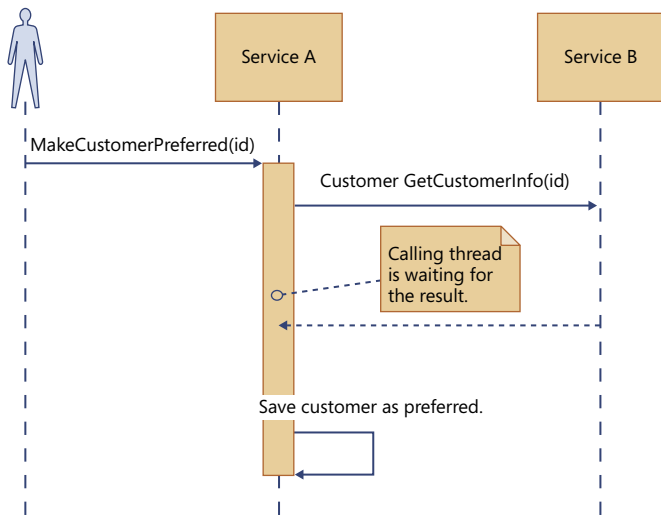 Service A
Service B
MakeCustomerPreferred(id)
Customer GetCustomerInfo(id)
Calling thread
is waiting for
the result.
Save customer as preferred.